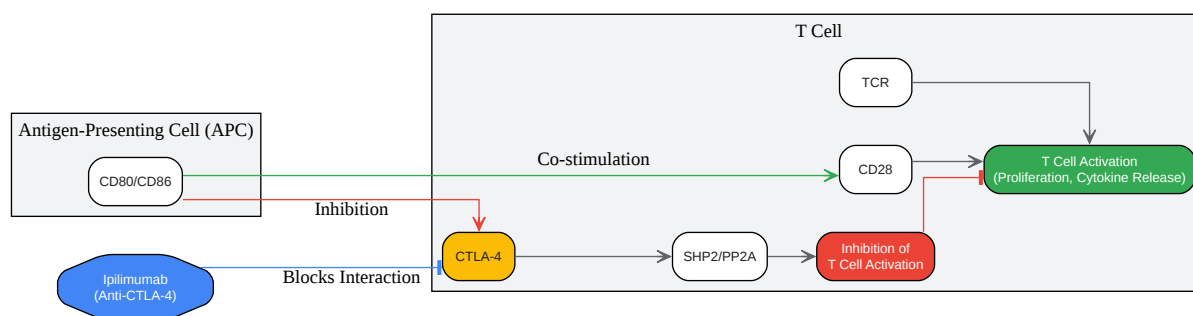 T Cell
TCR
Antigen-Presenting Cell (APC)
CD80/CD86
Co-stimulation
CD28
T Cell Activation
(Proliferation, Cytokine Release)
Inhibition
CTLA-4
SHP2/PP2A
Inhibition of
T Cell Activation
Ipilimumab
(Anti-CTLA-4)
Blocks Interaction